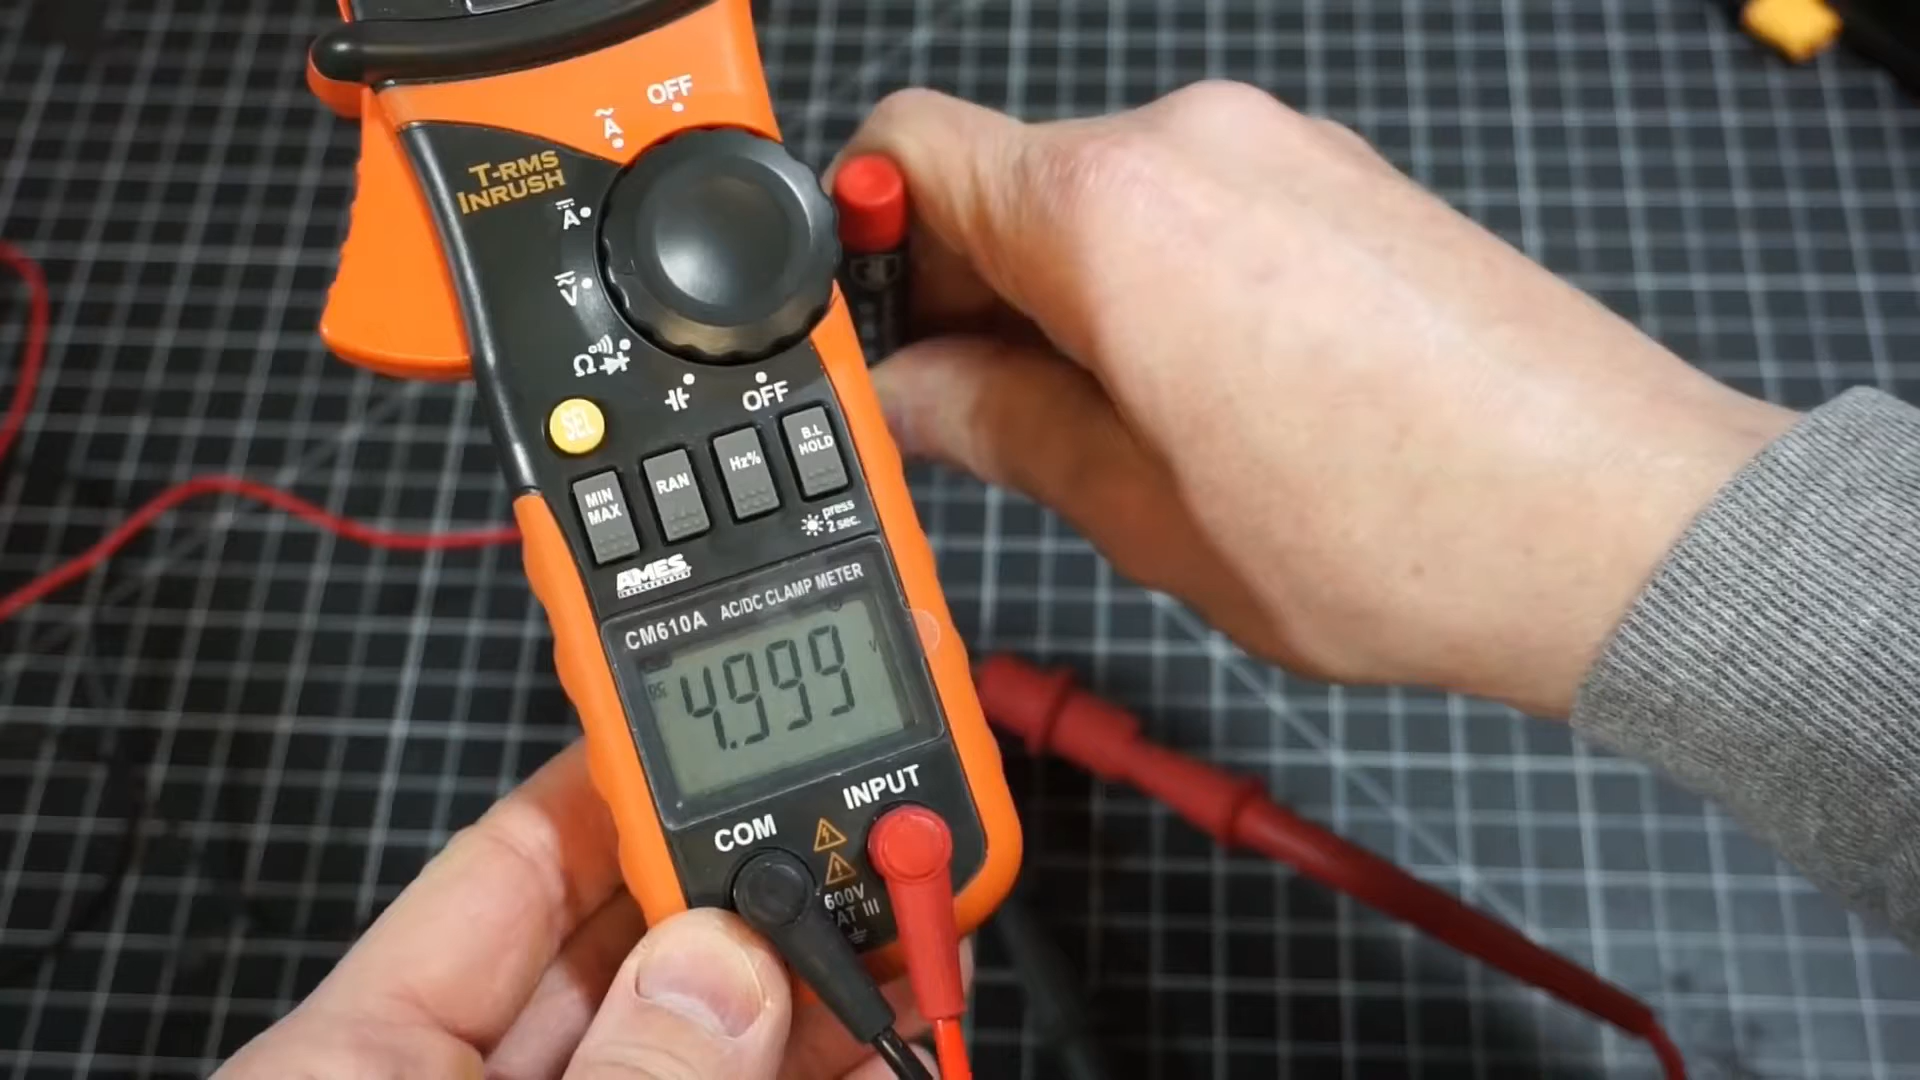 OFF
Ã
T-RMS
INRUSH
A
V
Ω
OFF
SEL
MIN
MAX
RAN
Hz%
B.L
HOLD
press
2 sec.
AMES
CM610A AC/DC CLAMP METER
4.999
V
COM
INPUT
600V
CAT III